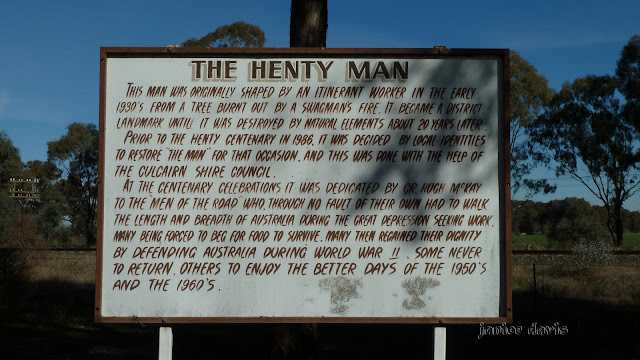 THE HENTY MAN
THIS MAN WAS ORIGINALLY SHAPED BY AN ITINERANT WORKER IN THE EARLY
1930'S FROM A TREE BURNT OUT BY A SWAGMAN'S FIRE. IT BECAME A DISTRICT
LANDMARK UNTIL IT WAS DESTROYED BY NATURAL ELEMENTS ABOUT 20 YEARS LATER.
PRIOR TO THE HENTY CENTENARY IN 1986, IT WAS DECIDED BY LOCAL IDENTITIES
TO RESTORE 'THE MAN' FOR THAT OCCASION, AND THIS WAS DONE WITH THE HELP OF
THE CULCAIRN SHIRE COUNCIL.
AT THE CENTENARY CELEBRATIONS IT WAS DEDICATED BY CR HUGH McKAY
TO THE MEN OF THE ROAD WHO, THROUGH NO FAULT OF THEIR OWN HAD TO WALK
THE LENGTH AND BREADTH OF AUSTRALIA DURING THE GREAT DEPRESSION SEEKING WORK,
MANY BEING FORCED TO BEG FOR FOOD TO SURVIVE. MANY THEN REGAINED THEIR DIGNITY
BY DEFENDING AUSTRALIA DURING WORLD WAR II. SOME NEVER
TO RETURN. OTHERS TO ENJOY THE BETTER DAYS OF THE 1950'S
AND THE 1960'S.
janice davis